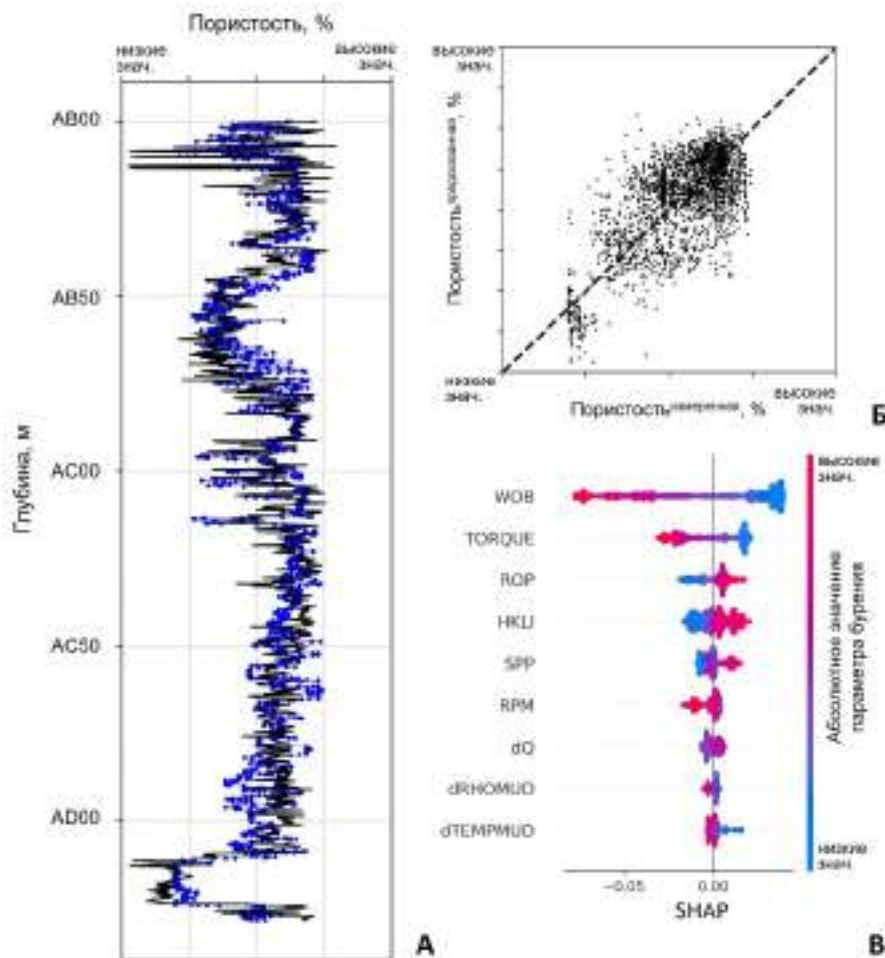 Пористость, %
низкие знач.
высокие знач.
AB00
AB50
AC00
AC50
AD00
Глубина, м
А
высокие знач.
Пористость, %
низкие знач.
высокие знач.
Пористость измеренная, %
Б
WOB
TORQUE
ROP
HKLI
SPP
RPM
dQ
dRHOMUD
dTEMPMUD
−0.05
0.00
SHAP
высокие знач.
Абсолютное значение
параметра бурения
низкие знач.
В